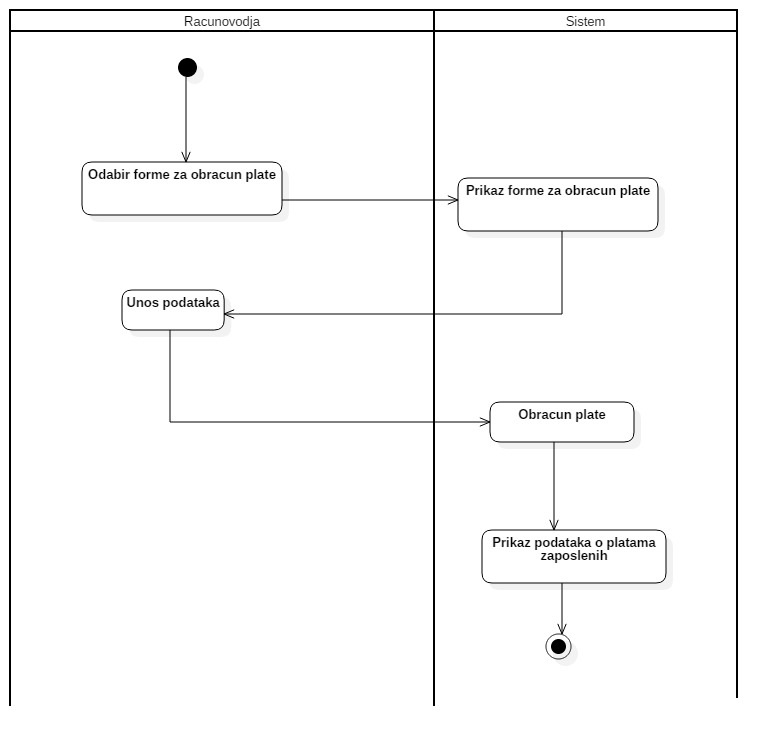 Racunovodja
Sistem
Odabir forme za obracun plate
Prikaz forme za obracun plate
Unos podataka
Obracun plate
Prikaz podataka o platama
zaposlenih